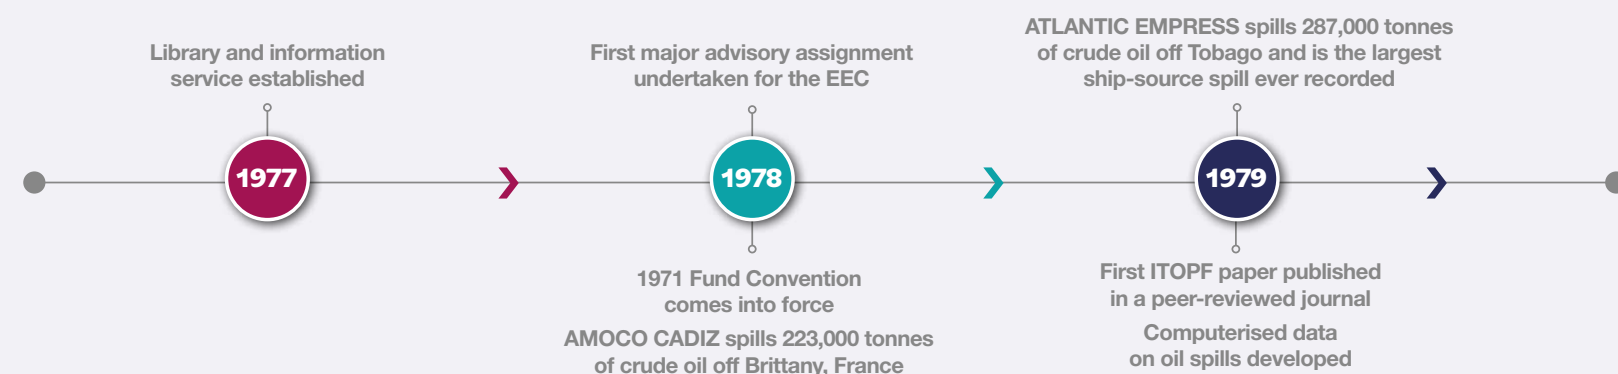 Library and information
service established
1977
First major advisory assignment
undertaken for the EEC
1978
1971 Fund Convention
comes into force
AMOCO CADIZ spills 223,000 tonnes
of crude oil off Brittany, France
ATLANTIC EMPRESS spills 287,000 tonnes
of crude oil off Tobago and is the largest
ship-source spill ever recorded
1979
First ITOPF paper published
in a peer-reviewed journal
Computerised data
on oil spills developed